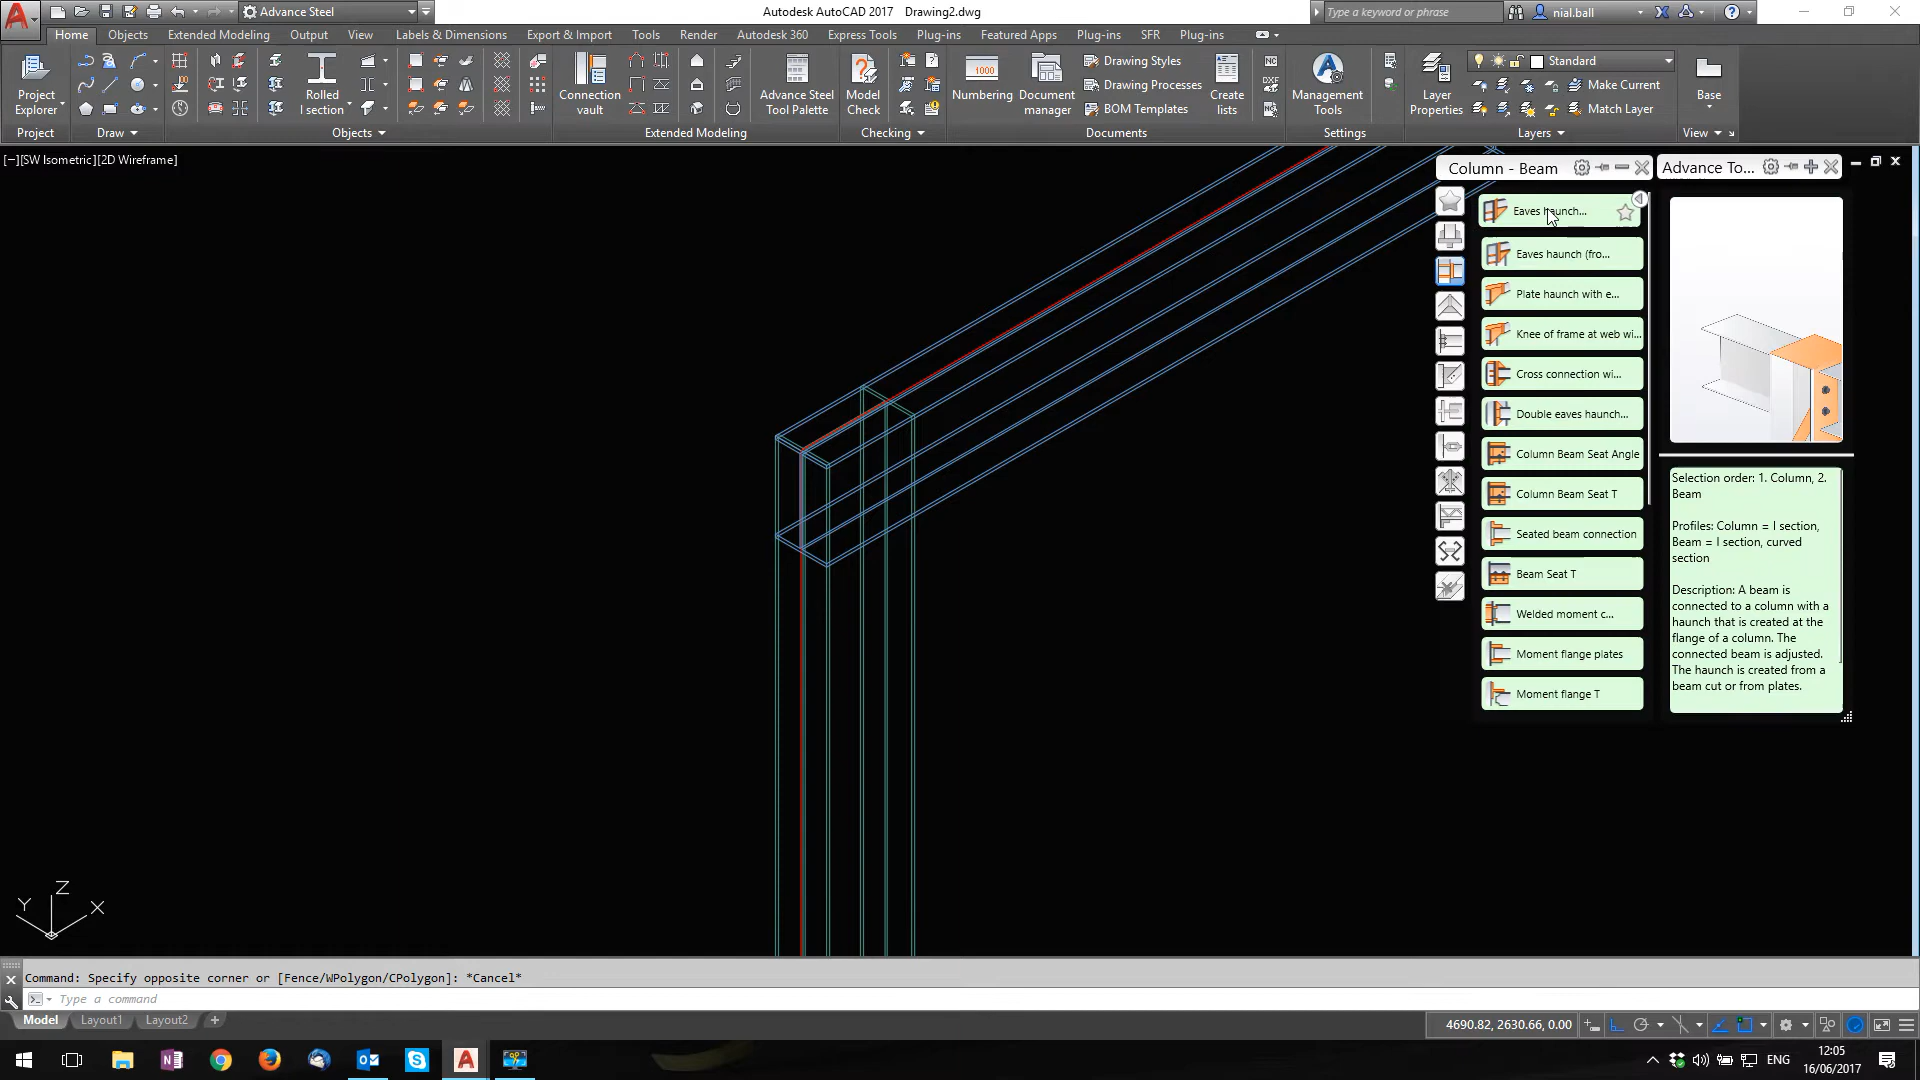 Advance Steel
Autodesk AutoCAD 2017 Drawing2.dwg
Type a keyword or phrase
nial.ball
Home
Objects
Extended Modeling
Output
View
Labels & Dimensions
Export & Import
Tools
Render
Autodesk 360
Express Tools
Plug-ins
Featured Apps
Plug-ins
SFR
Plug-ins
Project
Explorer
Project
Draw
Rolled
I section
Objects
Connection
vault
Advance Steel
Tool Palette
Extended Modeling
Model
Check
Checking
1000
Numbering
Document
manager
Drawing Styles
Drawing Processes
BOM Templates
Create
lists
Documents
NC
DXF
NC
Management
Tools
Settings
Layer
Properties
Standard
Make Current
Match Layer
Layers
Base
View
[−][SW Isometric][2D Wireframe]
Column - Beam
Eaves haunch...
Eaves haunch (fro...
Plate haunch with e...
Knee of frame at web wi...
Cross connection wi...
Double eaves haunch...
Column Beam Seat Angle
Column Beam Seat T
Seated beam connection
Beam Seat T
Welded moment c...
Moment flange plates
Moment flange T
Advance To...
Selection order: 1. Column, 2.
Beam
Profiles: Column = I section,
Beam = I section, curved
section
Description: A beam is
connected to a column with a
haunch that is created at the
flange of a column. The
connected beam is adjusted.
The haunch is created from a
beam cut or from plates.
Z
Y
X
Command: Specify opposite corner or [Fence/WPolygon/CPolygon]: *Cancel*
Type a command
Model
Layout1
Layout2
4690.82, 2630.66, 0.00
ENG
12:05
16/06/2017